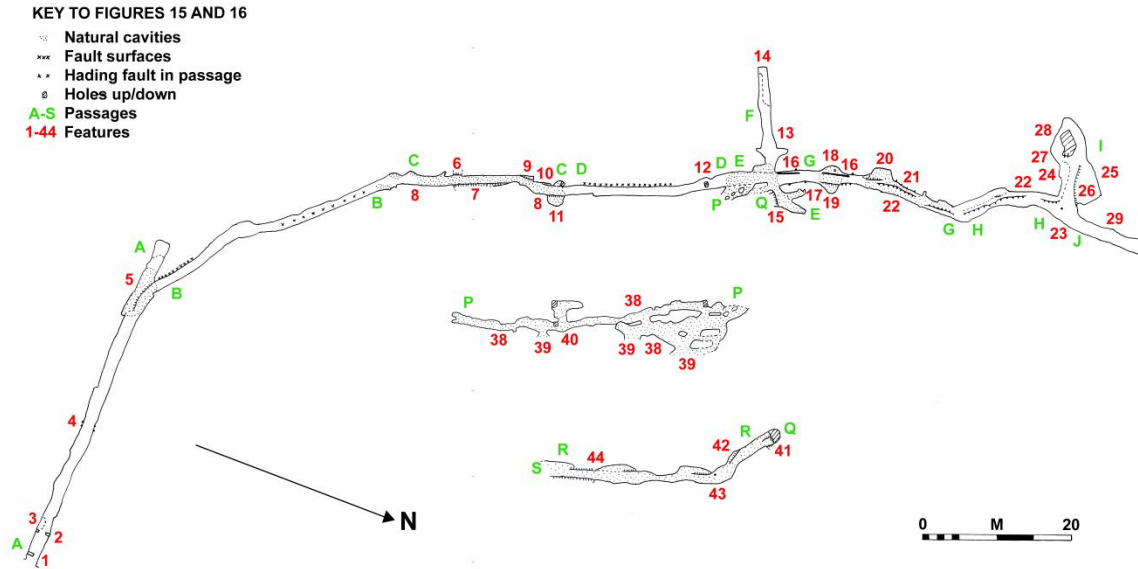 KEY TO FIGURES 15 AND 16
Natural cavities
Fault surfaces
Hading fault in passage
Holes up/down
A-S Passages
1-44 Features
14
F
13
28
I
27
24
25
26
29
C
6
9
10
C
D
12
D
E
16
G
18
16
20
21
22
B
8
7
8
11
P
Q
15
17
E
19
22
G
H
H
23
J
A
5
B
P
38
P
38
39
40
39
38
39
4
R
Q
42
41
R
44
S
43
3
2
A
1
N
0 M 20